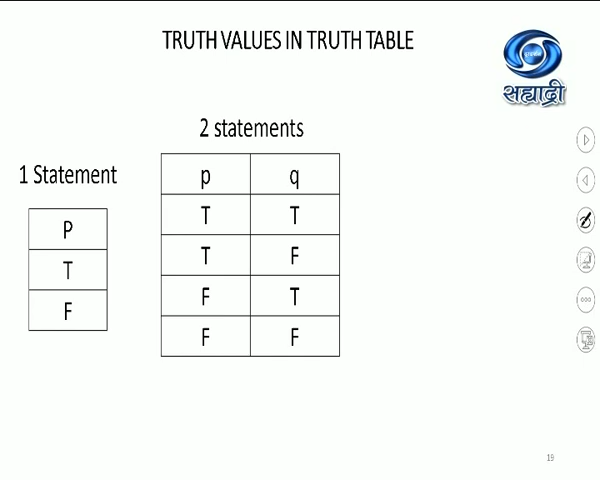 TRUTH VALUES IN TRUTH TABLE
सह्याद्री
2 statements
1 Statement
p q
P
T T
T
T F
F
F T
F F
19